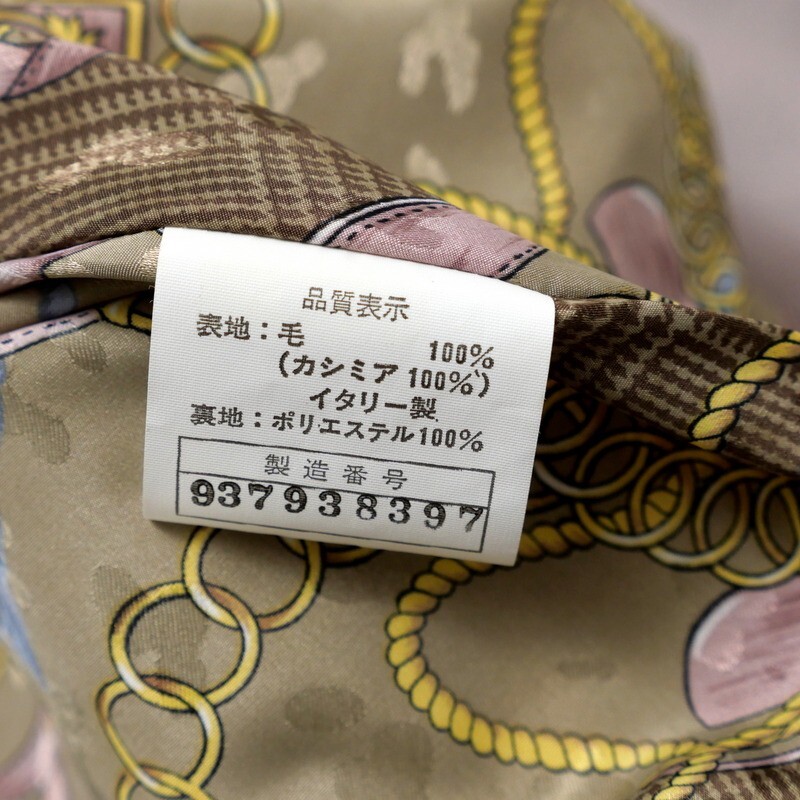 品質表示
表地：毛 100%
(カシミア 100%)
イタリー製
裏地：ポリエステル100%
製造番号
937938397